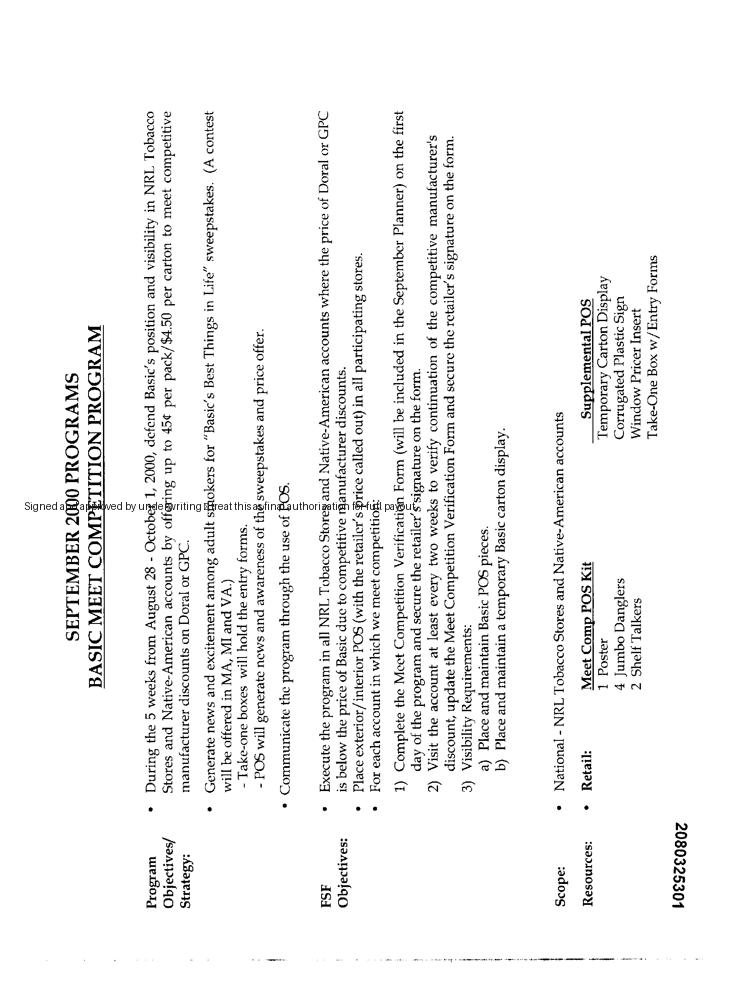 SEPTEMBER 2000 PROGRAMS
BASIC MEET COMPETITION PROGRAM
Program
Objectives/
Strategy:
• During the 5 weeks from August 28 - October 1, 2000, defend Basic's position and visibility in NRL Tobacco
Stores and Native-American accounts by offering up to 45¢ per pack/$4.50 per carton to meet competitive
manufacturer discounts on Doral or GPC.
• Generate news and excitement among adult smokers for "Basic's Best Things in Life" sweepstakes. (A contest
will be offered in MA, MI and VA.)
- Take-one boxes will hold the entry forms.
- POS will generate news and awareness of the sweepstakes and price offer.
• Communicate the program through the use of POS.
FSF
Objectives:
• Execute the program in all NRL Tobacco Stores and Native-American accounts where the price of Doral or GPC
is below the price of Basic due to competitive manufacturer discounts.
• Place exterior/interior POS (with the retailer's price called out) in all participating stores.
• For each account in which we meet competition:
1) Complete the Meet Competition Verification Form (will be included in the September Planner) on the first
day of the program and secure the retailer's signature on the form.
2) Visit the account at least every two weeks to verify continuation of the competitive manufacturer's
discount, update the Meet Competition Verification Form and secure the retailer's signature on the form.
3) Visibility Requirements:
a) Place and maintain Basic POS pieces.
b) Place and maintain a temporary Basic carton display.
Scope:
• National - NRL Tobacco Stores and Native-American accounts
Resources:
• Retail:
Meet Comp POS Kit
1 Poster
4 Jumbo Danglers
2 Shelf Talkers
Supplemental POS
Temporary Carton Display
Corrugated Plastic Sign
Window Pricer Insert
Take-One Box w/Entry Forms
2080325301
Signed and approved by underwriting treat this as final authorization for full payout